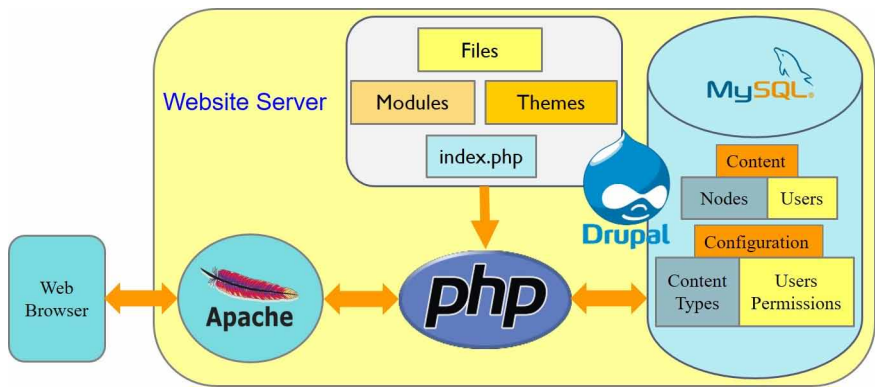 Website Server
Files
Modules
Themes
index.php
MySQL®
Content
Nodes
Users
Drupal
Configuration
Content
Types
Users
Permissions
Web
Browser
Apache
php